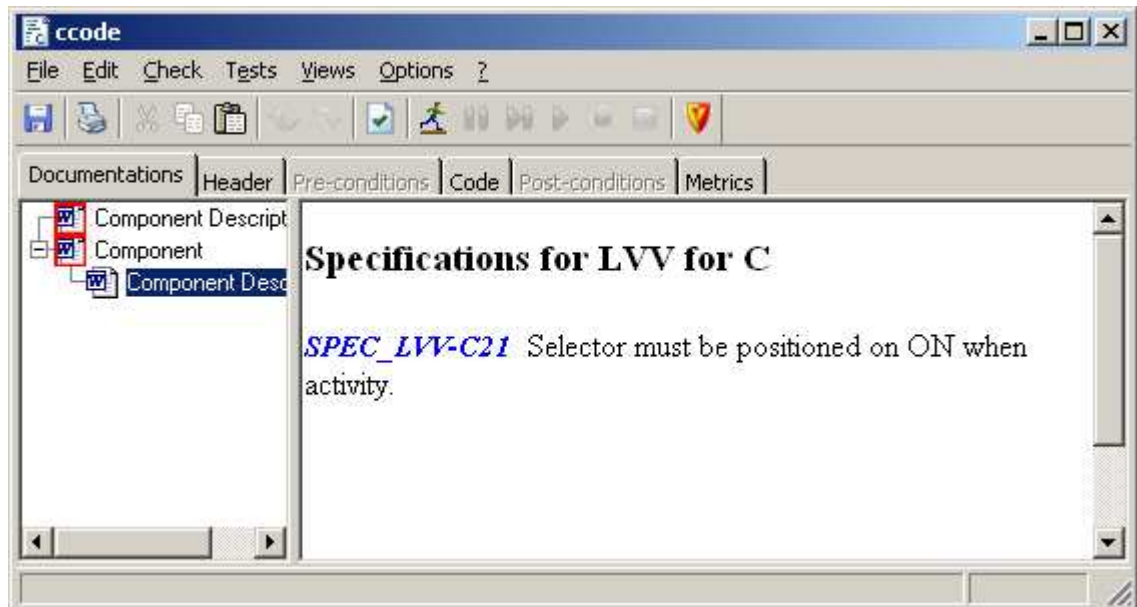 ccode
File Edit Check Tests Views Options ?
Documentations Header Pre-conditions Code Post-conditions Metrics
Component Descript
Component
Component Desc
Specifications for LVV for C
SPEC_LVV-C21 Selector must be positioned on ON when
activity.